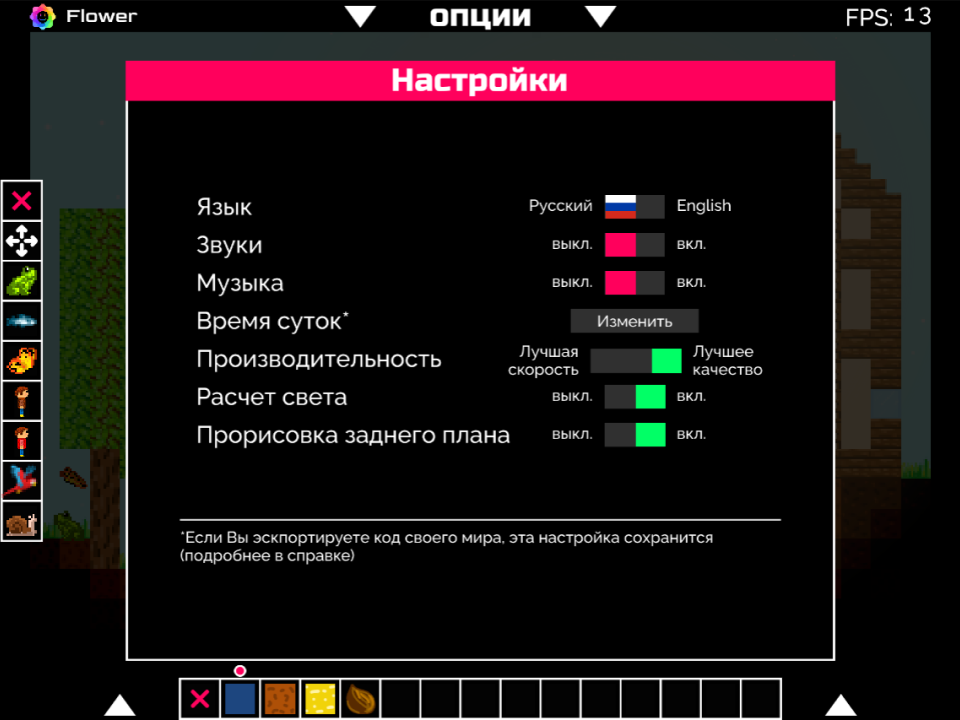 Flower
ОПЦИИ
FPS: 13
Настройки
Язык
Русский
English
Звуки
выкл.
вкл.
Музыка
выкл.
вкл.
Время суток*
Изменить
Производительность
Лучшая
скорость
Лучшее
качество
Расчет света
выкл.
вкл.
Прорисовка заднего плана
выкл.
вкл.
*Если Вы эскпортируете код своего мира, эта настройка сохранится
(подробнее в справке)